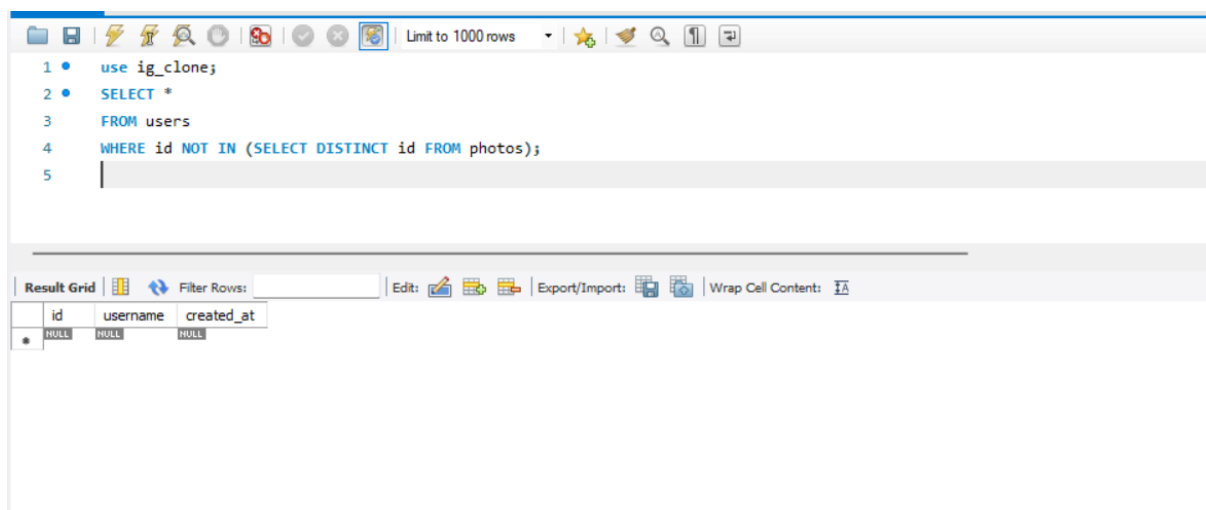 Limit to 1000 rows
1 use ig_clone;
2 SELECT *
3 FROM users
4 WHERE id NOT IN (SELECT DISTINCT id FROM photos);
5
Result Grid Filter Rows: Edit: Export/Import: Wrap Cell Content: IA
id username created_at
NULL NULL NULL